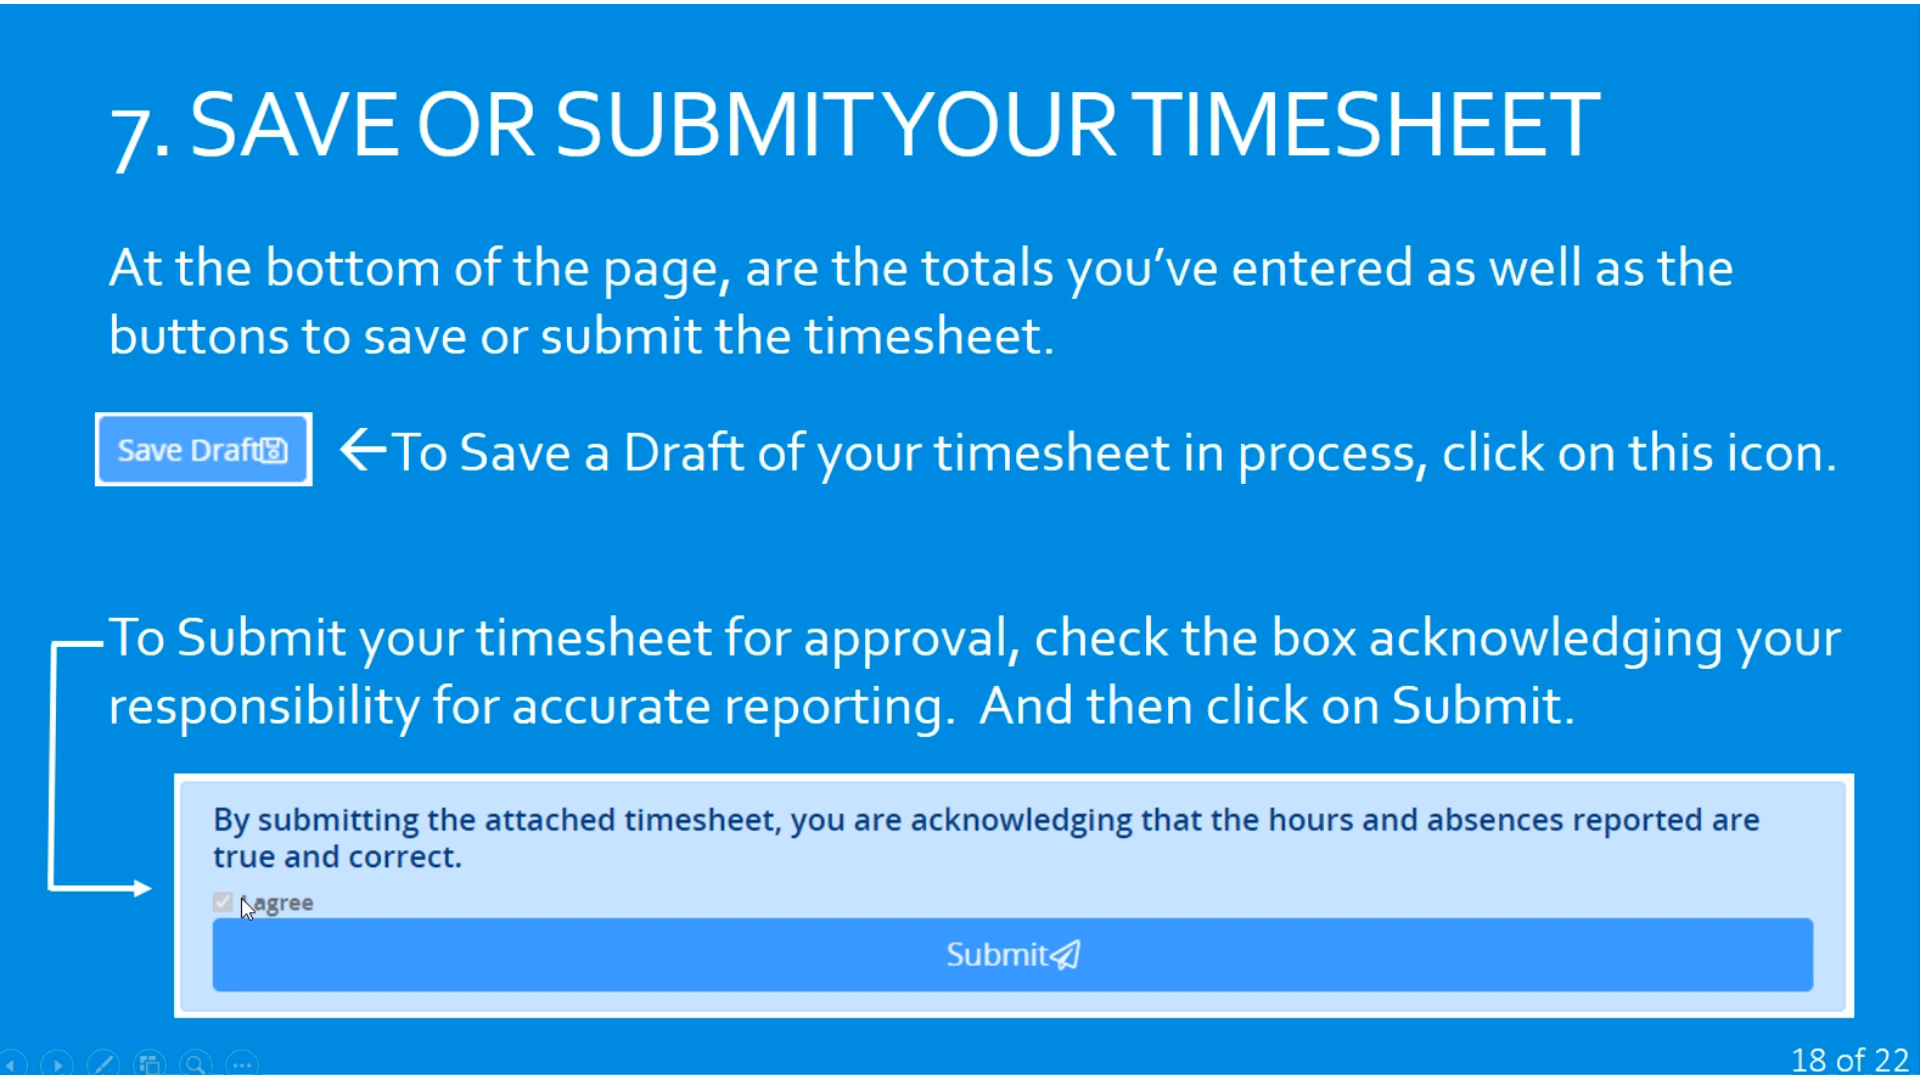 7. SAVE OR SUBMIT YOUR TIMESHEET
At the bottom of the page, are the totals you've entered as well as the
buttons to save or submit the timesheet.
Save Draft
←To Save a Draft of your timesheet in process, click on this icon.
To Submit your timesheet for approval, check the box acknowledging your
responsibility for accurate reporting.  And then click on Submit.
By submitting the attached timesheet, you are acknowledging that the hours and absences reported are
true and correct.
I agree
Submit
18 of 22